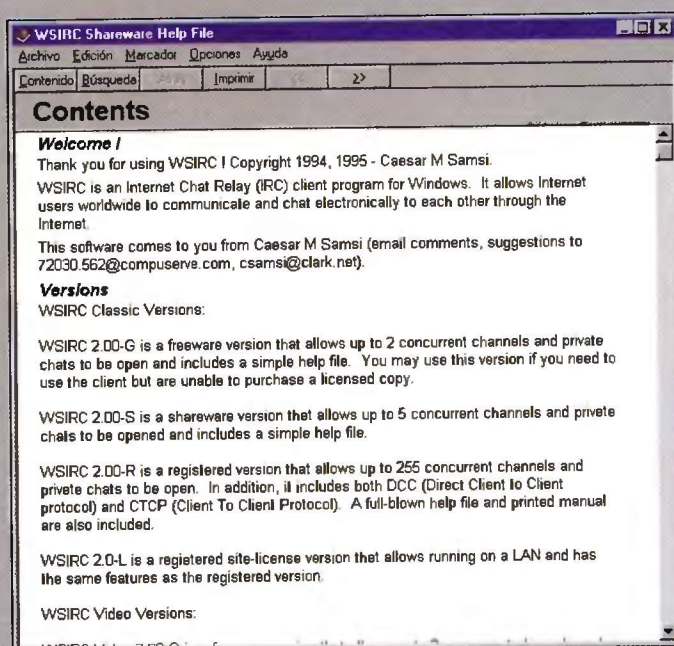 WSIRC Shareware Help File
Archivo Edición Marcador Opciones Ayuda
Contenido Búsqueda Imprimir >>
Contents
Welcome !
Thank you for using WSIRC ! Copyright 1994, 1995 - Caesar M Samsi.
WSIRC is an Internet Chat Relay (IRC) client program for Windows. It allows Internet
users worldwide to communicate and chat electronically to each other through the
Internet.
This software comes to you from Caesar M Samsi (email comments, suggestions to
72030.562@compuserve.com, csamsi@clark.net).
Versions
WSIRC Classic Versions:
WSIRC 2.00-G is a freeware version that allows up to 2 concurrent channels and private
chats to be open and includes a simple help file. You may use this version if you need to
use the client but are unable to purchase a licensed copy.
WSIRC 2.00-S is a shareware version that allows up to 5 concurrent channels and private
chats to be opened and includes a simple help file.
WSIRC 2.00-R is a registered version that allows up to 255 concurrent channels and
private chats to be open. In addition, it includes both DCC (Direct Client to Client
protocol) and CTCP (Client To Client Protocol). A full-blown help file and printed manual
are also included.
WSIRC 2.0-L is a registered site-license version that allows running on a LAN and has
the same features as the registered version.
WSIRC Video Versions: